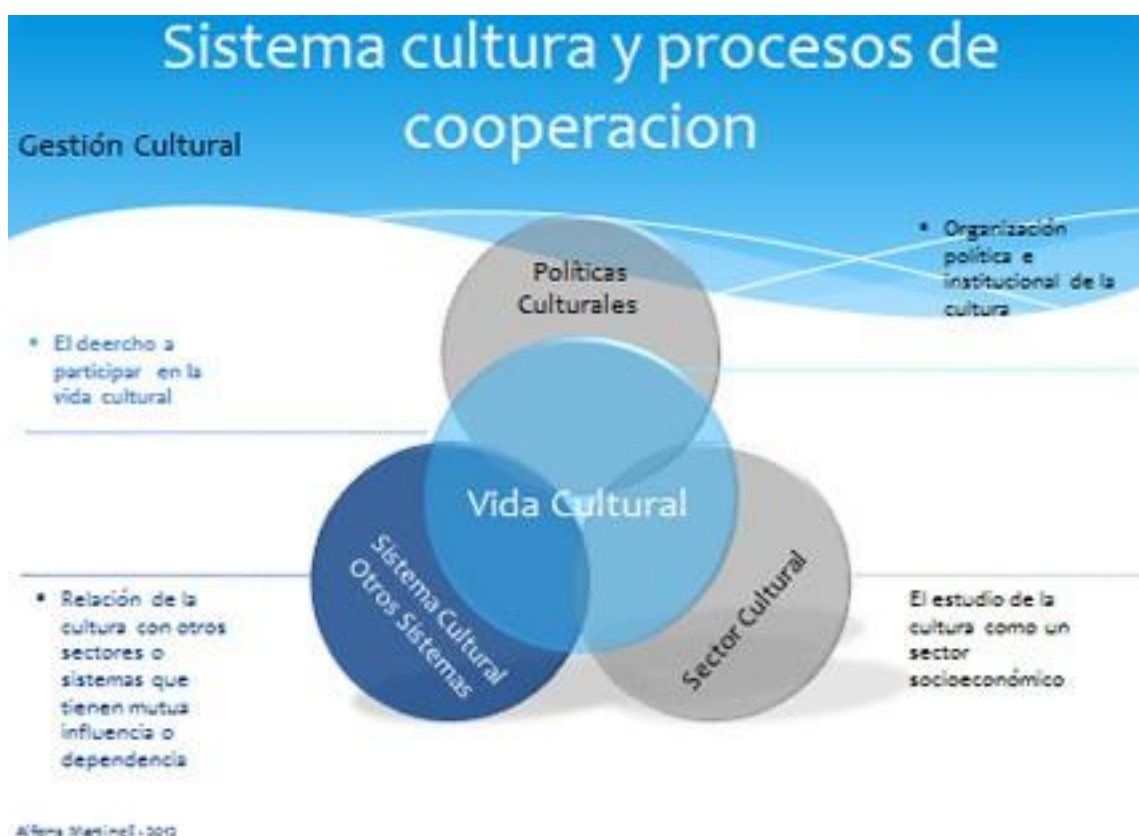 Sistema cultura y procesos de
cooperacion
Gestión Cultural
• Organización
política e
institucional de la
cultura
Políticas
Culturales
• El deercho a
participar en la
vida cultural
Vida Cultural
Sistema Cultural
Otros Sistemas
Sector Cultural
• Relación de la
cultura con otros
sectores o
sistemas que
tienen mutua
influencia o
dependencia
El estudio de la
cultura como un
sector
socioeconómico